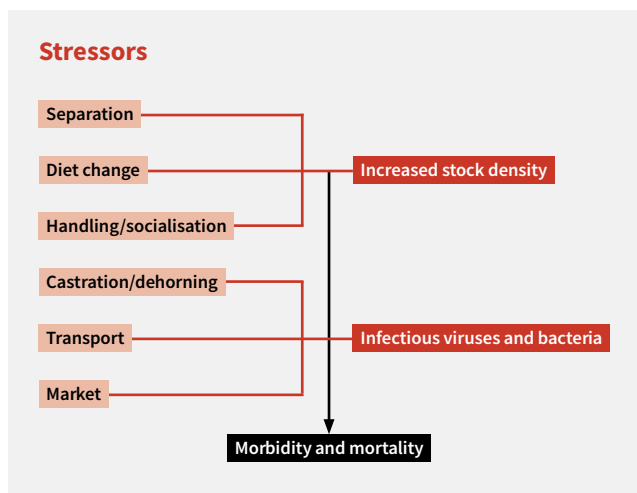 Stressors
Separation
Diet change
Increased stock density
Handling/socialisation
Castration/dehorning
Transport
Infectious viruses and bacteria
Market
Morbidity and mortality